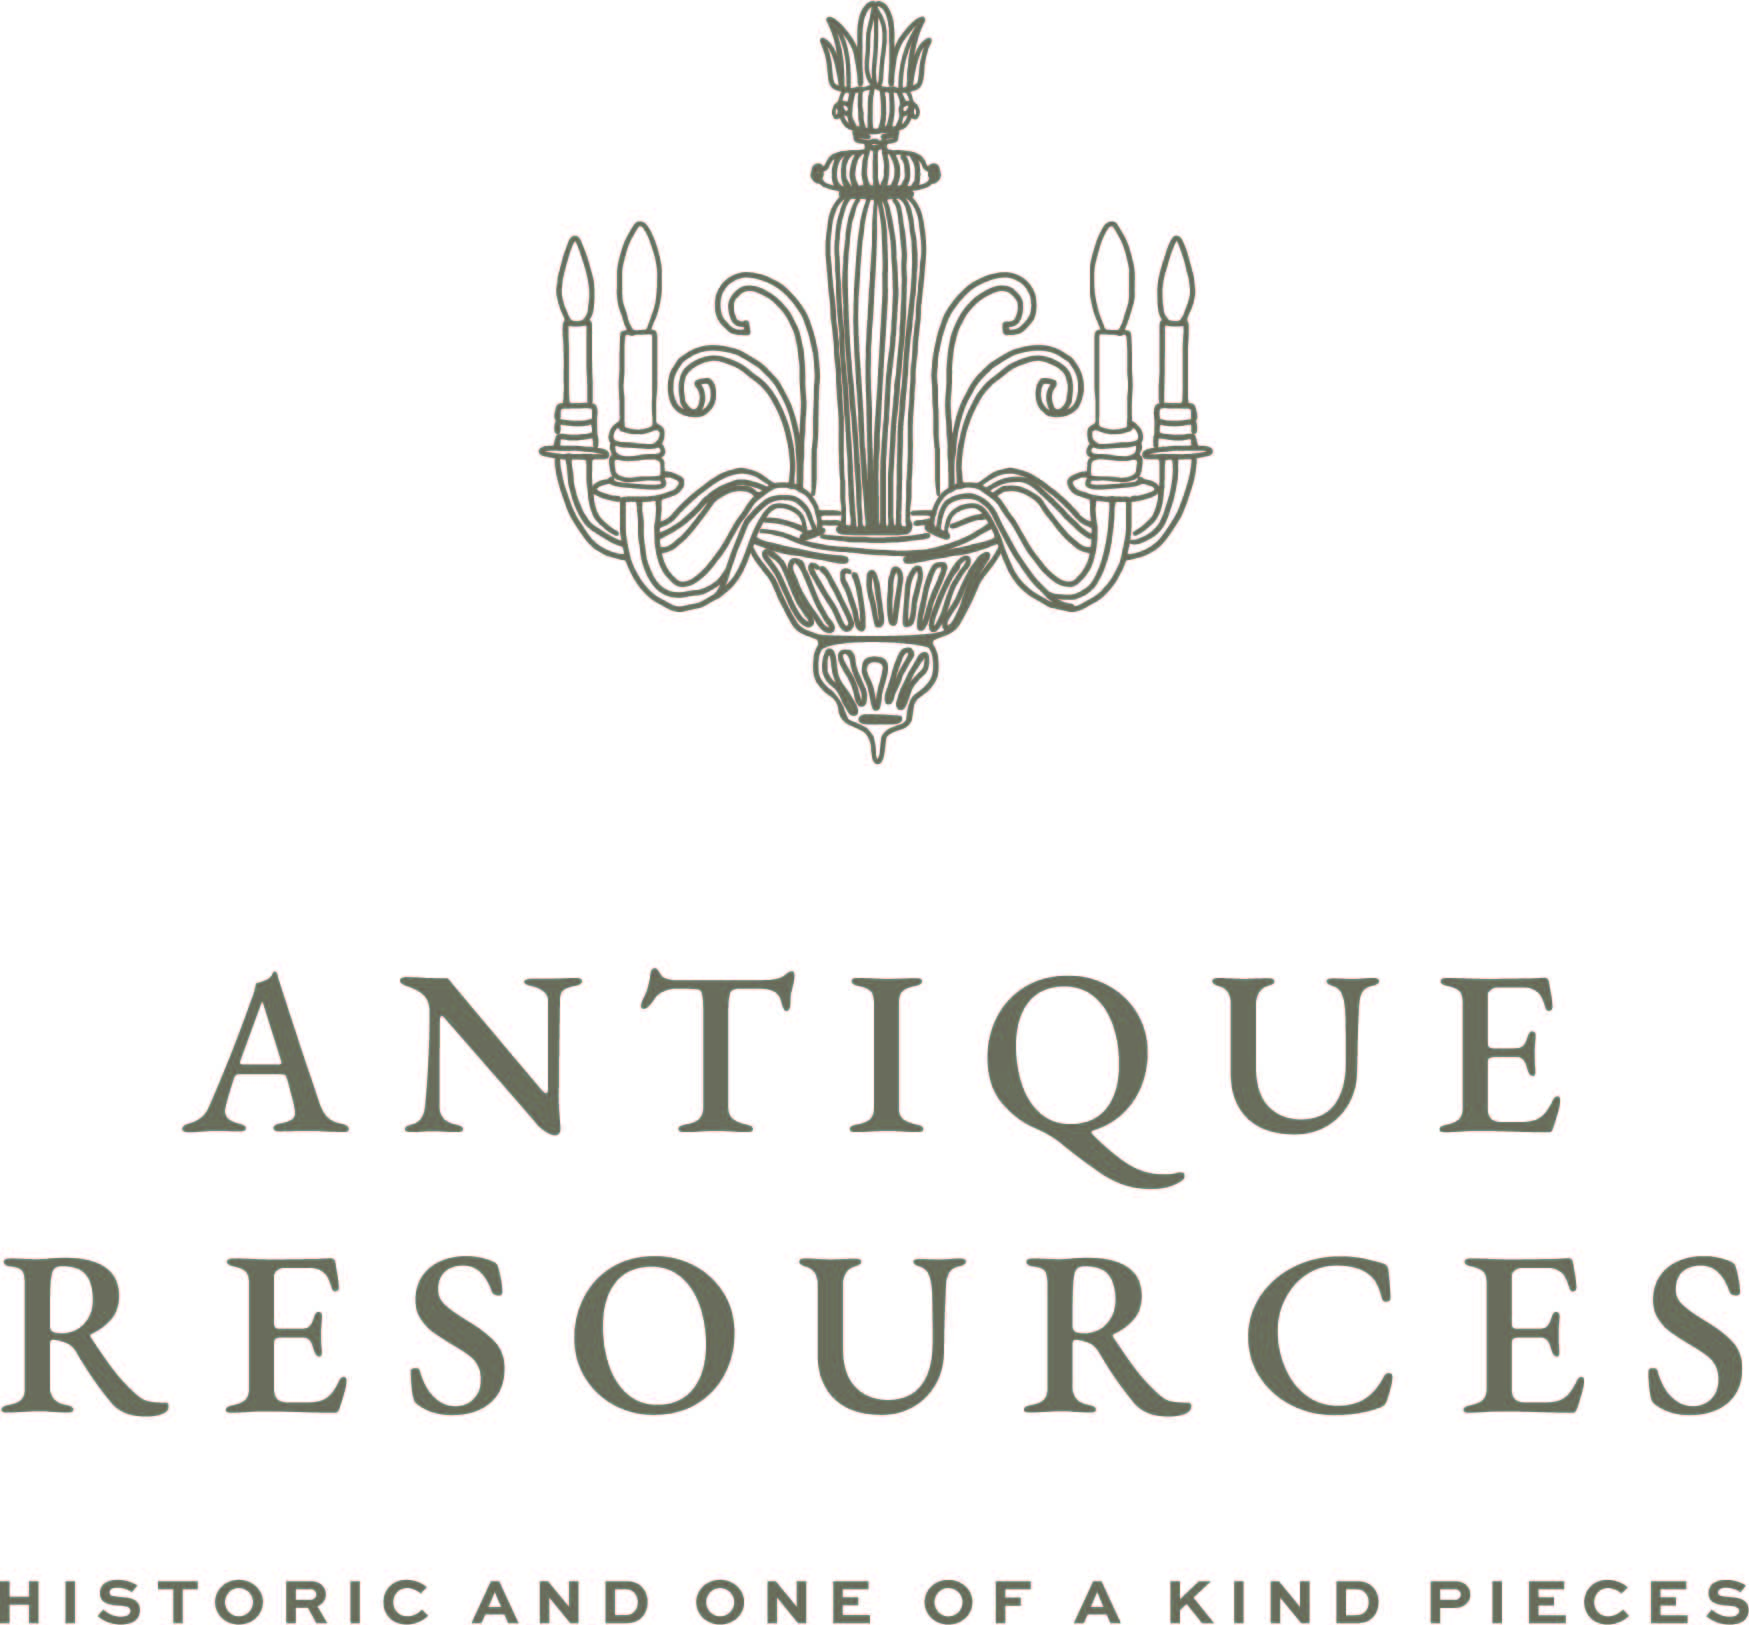 ANTIQUE
RESOURCES
HISTORIC AND ONE OF A KIND PIECES